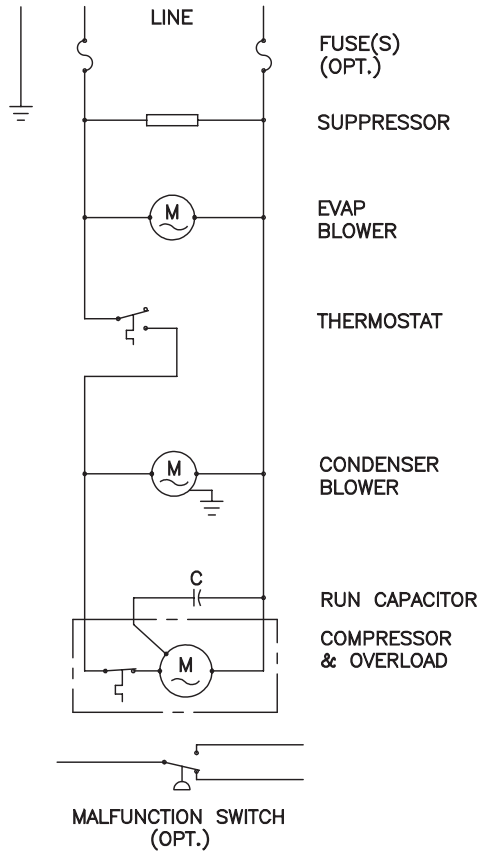 LINE
FUSE(S)
(OPT.)
SUPPRESSOR
M
EVAP
BLOWER
THERMOSTAT
M
CONDENSER
BLOWER
C
RUN CAPACITOR
COMPRESSOR
& OVERLOAD
M
MALFUNCTION SWITCH
(OPT.)